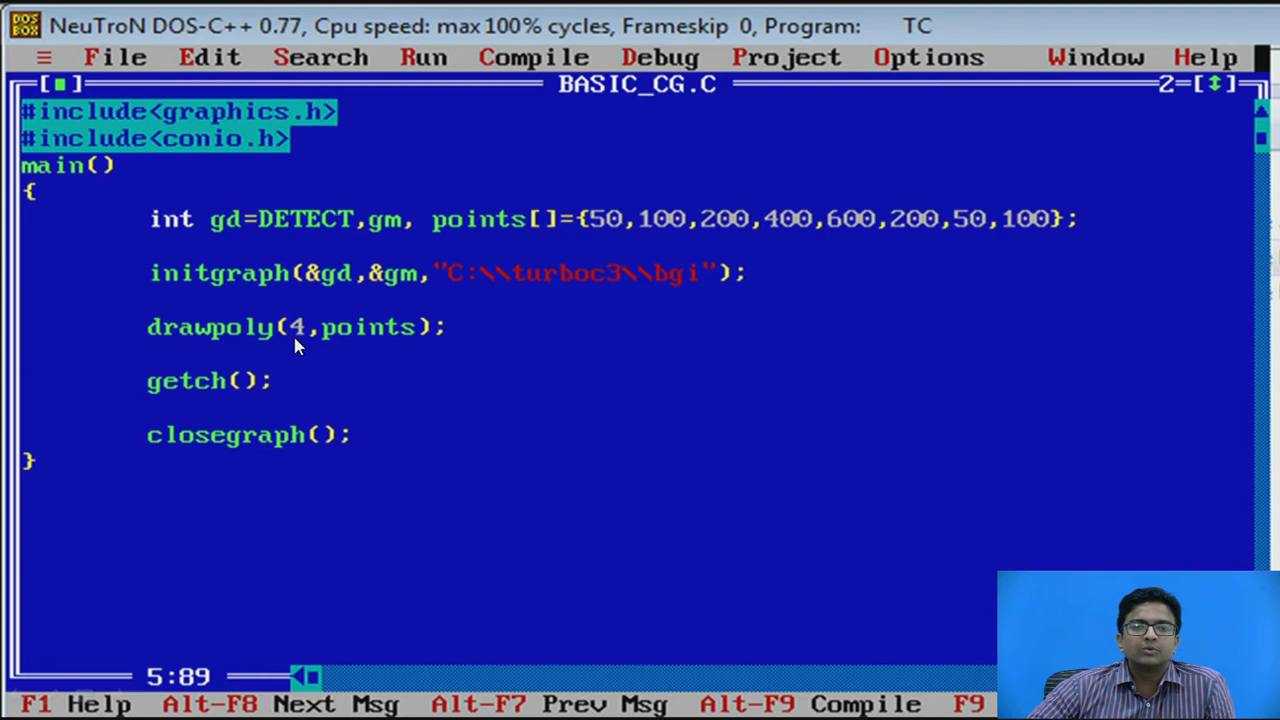 DOS BOX NeuTroN DOS-C++ 0.77, Cpu speed: max 100% cycles, Frameskip 0, Program: TC
≡ File Edit Search Run Compile Debug Project Options Window Help
[■] BASIC_CG.C 2=[↕]
#include<graphics.h>
#include<conio.h>
main()
{
int gd=DETECT,gm, points[]={50,100,200,400,600,200,50,100};
initgraph(&gd,&gm,"C:\\turboc3\\bgi");
drawpoly(4,points);
getch();
closegraph();
}
5:89
F1 Help Alt-F8 Next Msg Alt-F7 Prev Msg Alt-F9 Compile F9